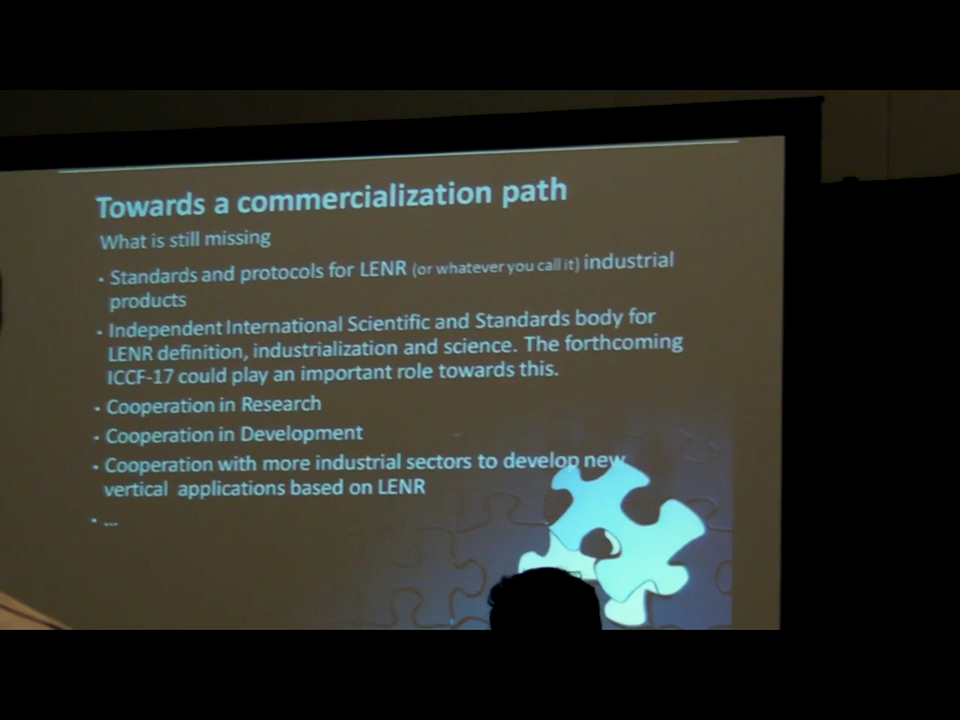 Towards a commercialization path
What is still missing
• Standards and protocols for LENR (or whatever you call it) industrial
products
• Independent International Scientific and Standards body for
LENR definition, industrialization and science. The forthcoming
ICCF-17 could play an important role towards this.
• Cooperation in Research
• Cooperation in Development
• Cooperation with more industrial sectors to develop new
vertical applications based on LENR
• ...